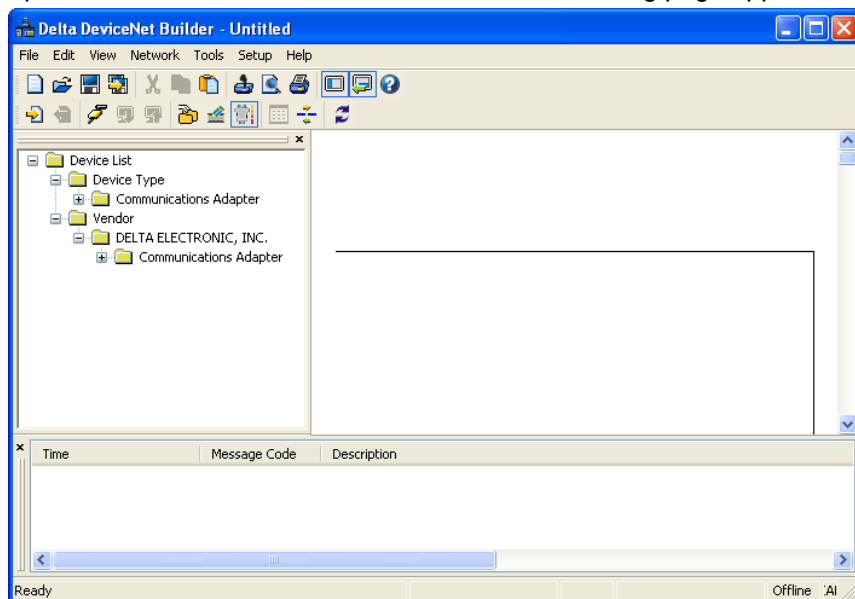 Delta DeviceNet Builder - Untitled
File Edit View Network Tools Setup Help
Device List
Device Type
Communications Adapter
Vendor
DELTA ELECTRONIC, INC.
Communications Adapter
Time Message Code Description
Ready Offline